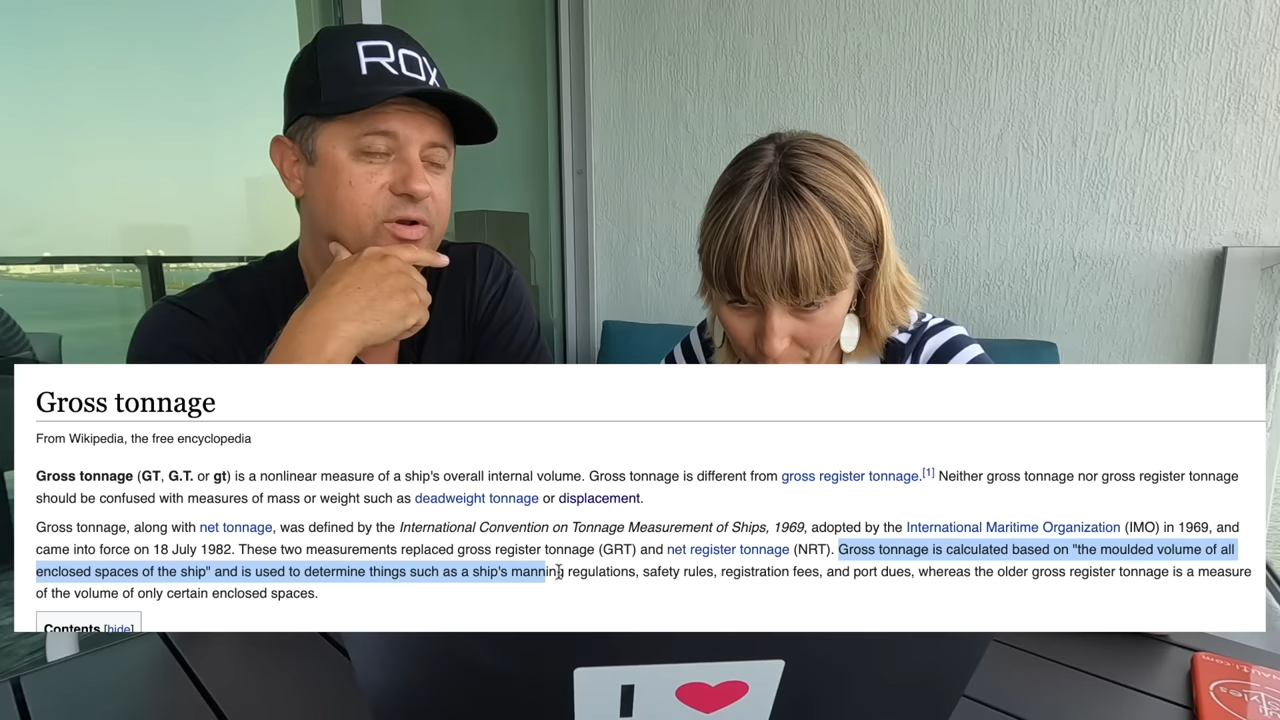 Rox
Gross tonnage
From Wikipedia, the free encyclopedia
Gross tonnage (GT, G.T. or gt) is a nonlinear measure of a ship's overall internal volume. Gross tonnage is different from gross register tonnage.[1] Neither gross tonnage nor gross register tonnage
should be confused with measures of mass or weight such as deadweight tonnage or displacement.
Gross tonnage, along with net tonnage, was defined by the International Convention on Tonnage Measurement of Ships, 1969, adopted by the International Maritime Organization (IMO) in 1969, and
came into force on 18 July 1982. These two measurements replaced gross register tonnage (GRT) and net register tonnage (NRT). Gross tonnage is calculated based on "the moulded volume of all
enclosed spaces of the ship" and is used to determine things such as a ship's manning regulations, safety rules, registration fees, and port dues, whereas the older gross register tonnage is a measure
of the volume of only certain enclosed spaces.
Contents [hide]
I ♥